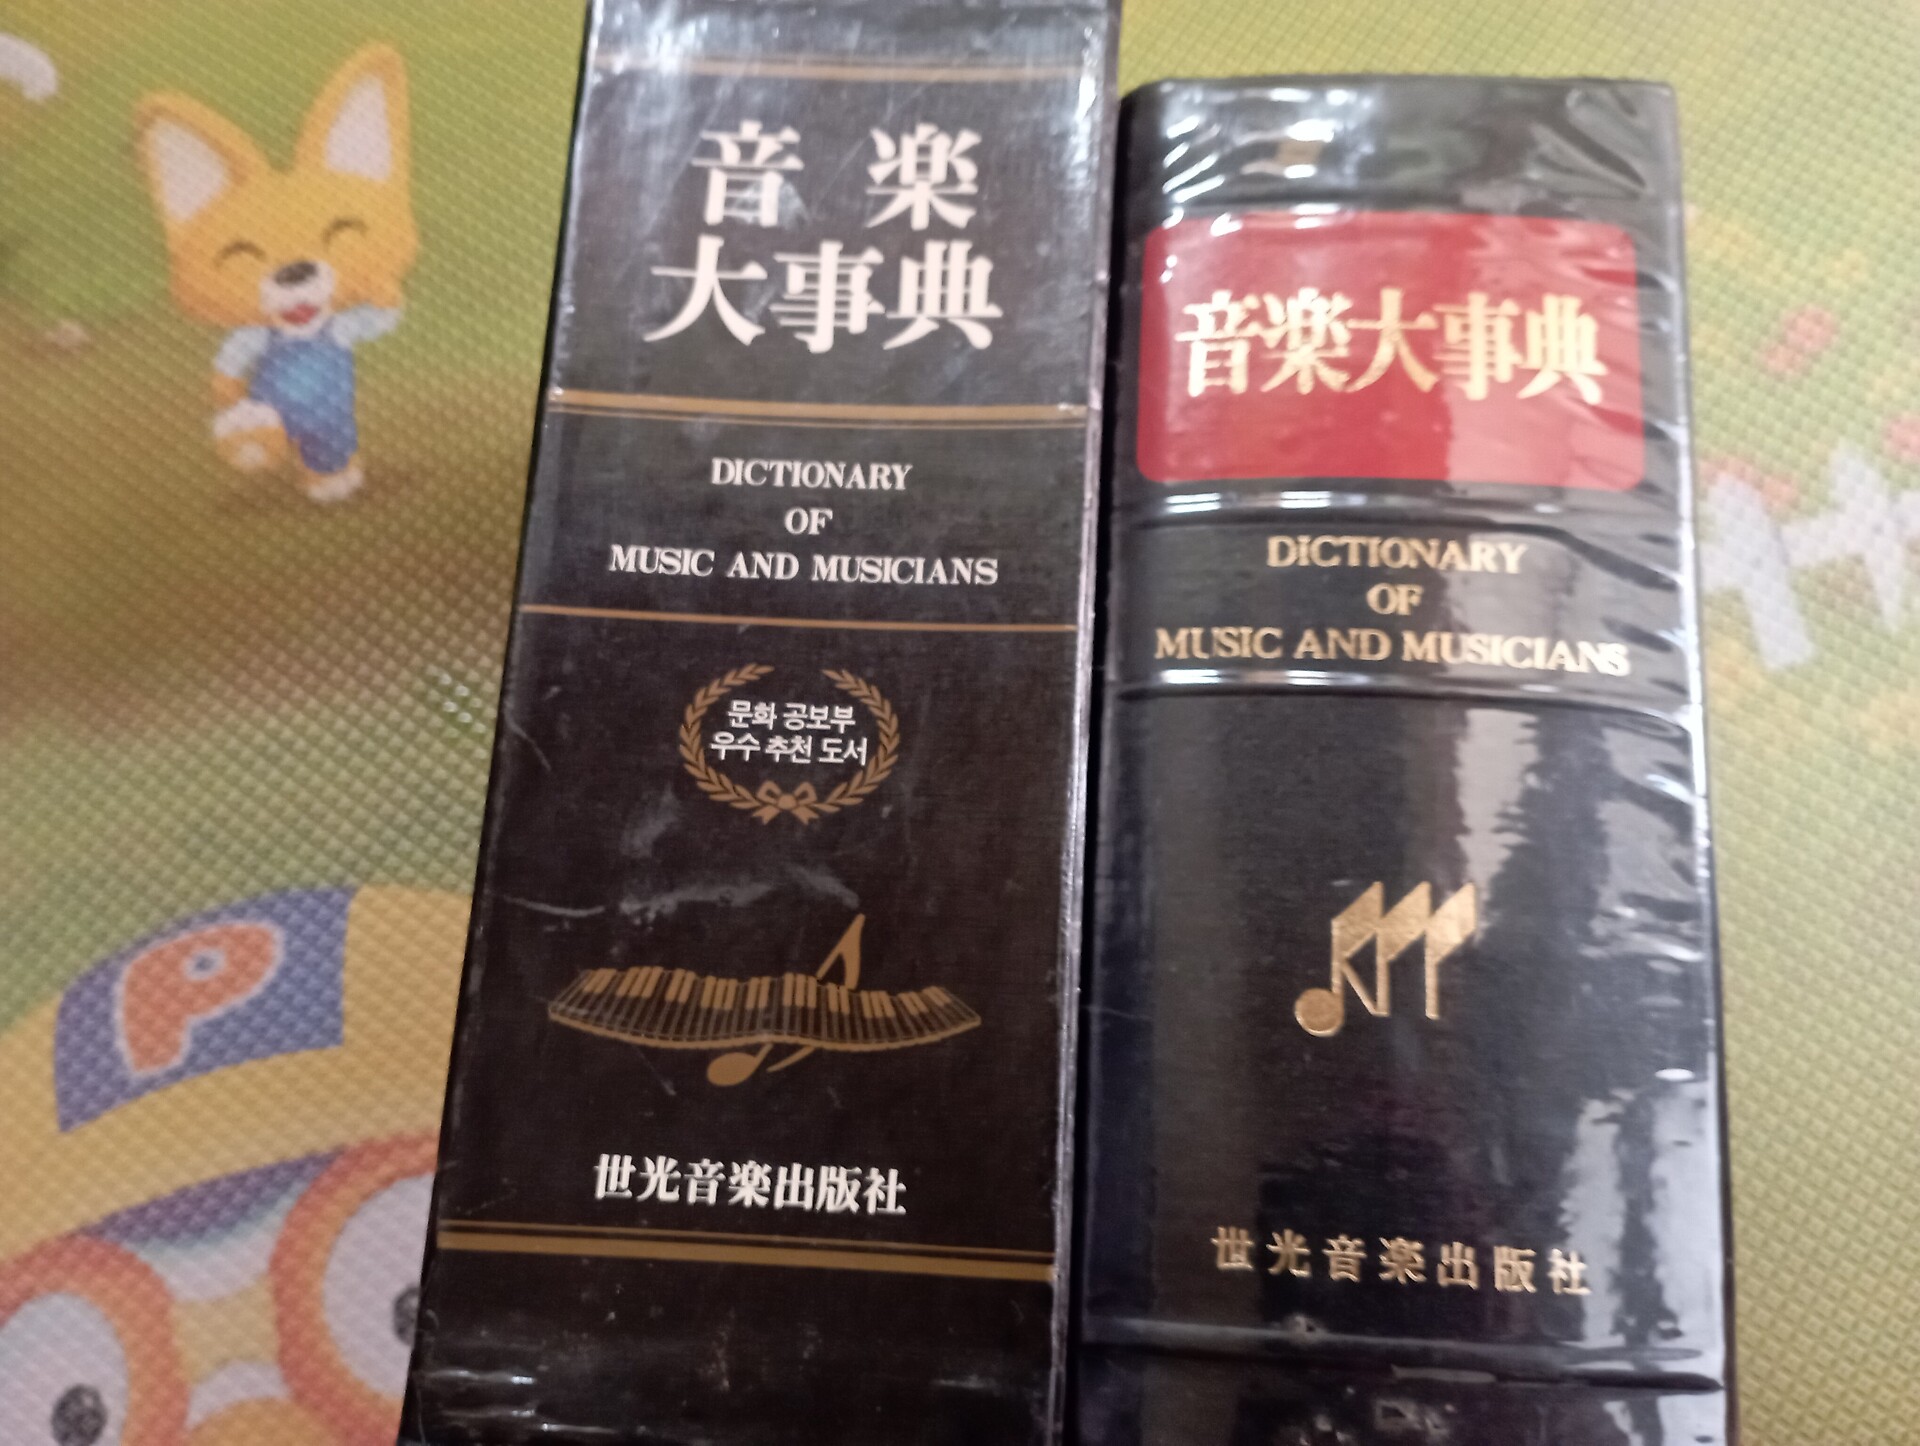 音楽
大事典
DICTIONARY
OF
MUSIC AND MUSICIANS
문화 공보부
우수 추천 도서
世光音楽出版社
音楽大事典
DICTIONARY
OF
MUSIC AND MUSICIANS
世光音楽出版社
P